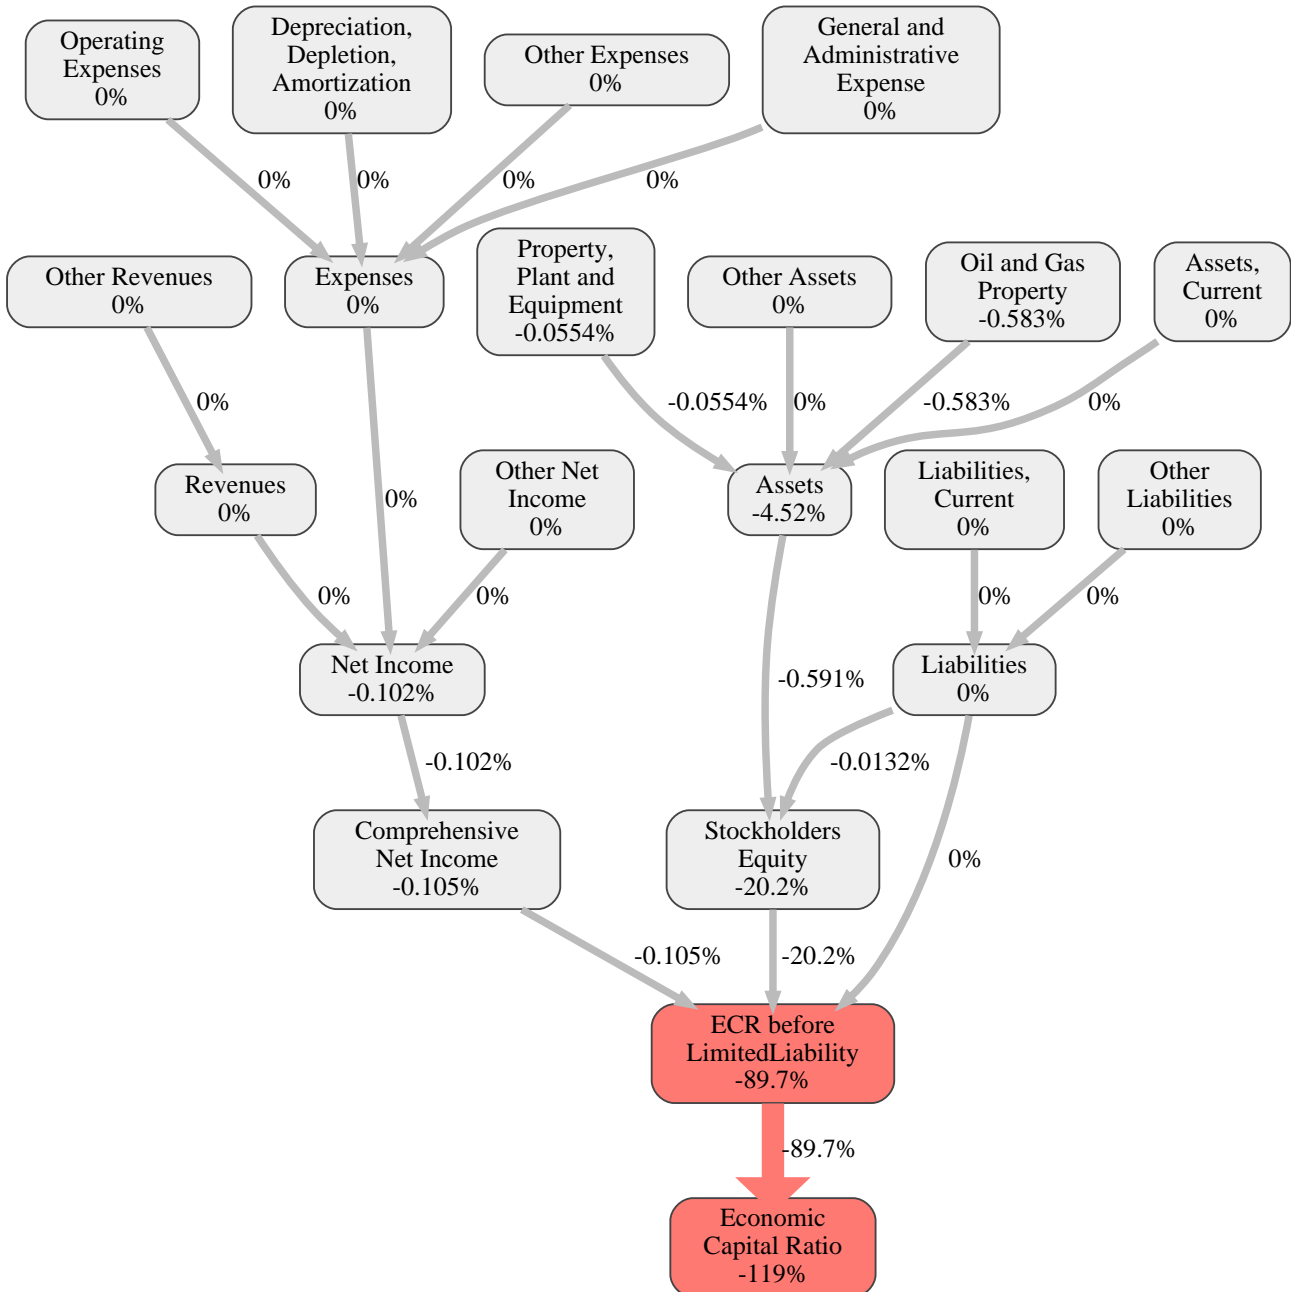 Operating
Expenses
0%
Depreciation,
Depletion,
Amortization
0%
Other Expenses
0%
General and
Administrative
Expense
0%
0%
0%
0%
0%
Other Revenues
0%
Expenses
0%
Property,
Plant and
Equipment
-0.0554%
Other Assets
0%
Oil and Gas
Property
-0.583%
Assets,
Current
0%
0%
-0.0554%
0%
-0.583%
0%
Revenues
0%
0%
Other Net
Income
0%
Assets
-4.52%
Liabilities,
Current
0%
Other
Liabilities
0%
0%
0%
0%
0%
Net Income
-0.102%
-0.591%
Liabilities
0%
-0.102%
-0.0132%
Comprehensive
Net Income
-0.105%
Stockholders
Equity
-20.2%
0%
-0.105%
-20.2%
ECR before
LimitedLiability
-89.7%
-89.7%
Economic
Capital Ratio
-119%